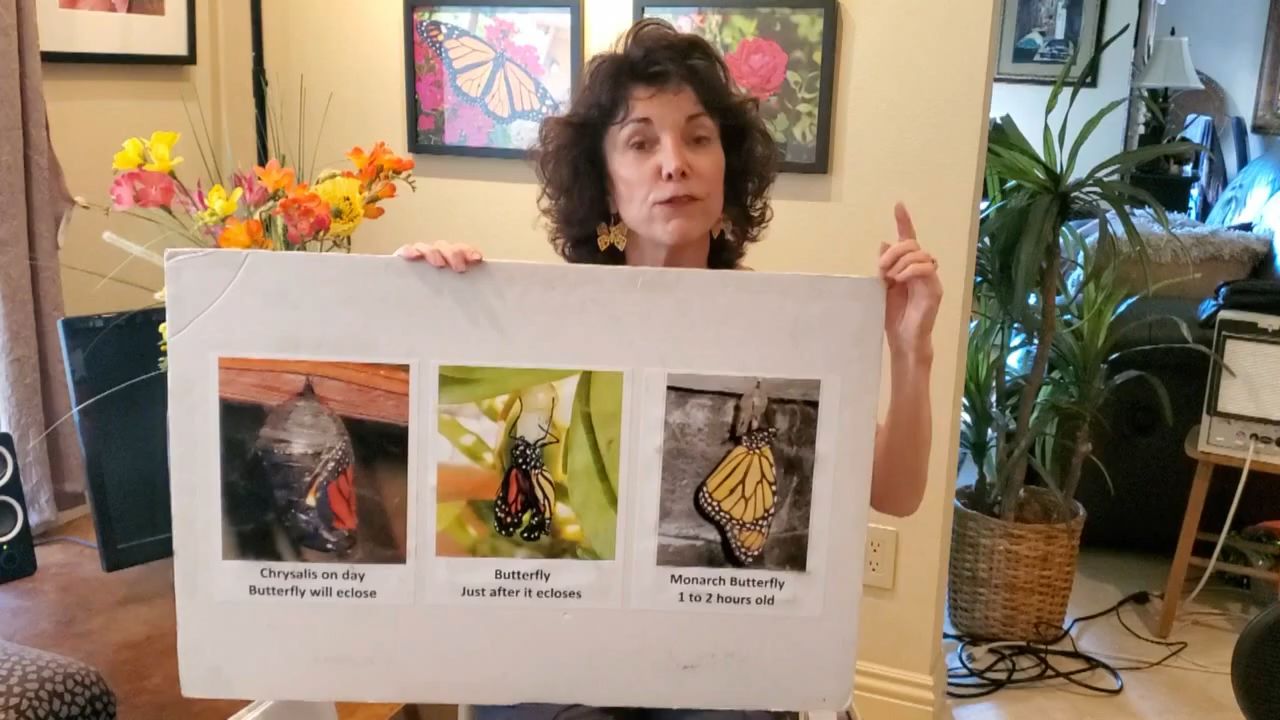 Chrysalis on day
Butterfly will eclose
Butterfly
Just after it ecloses
Monarch Butterfly
1 to 2 hours old